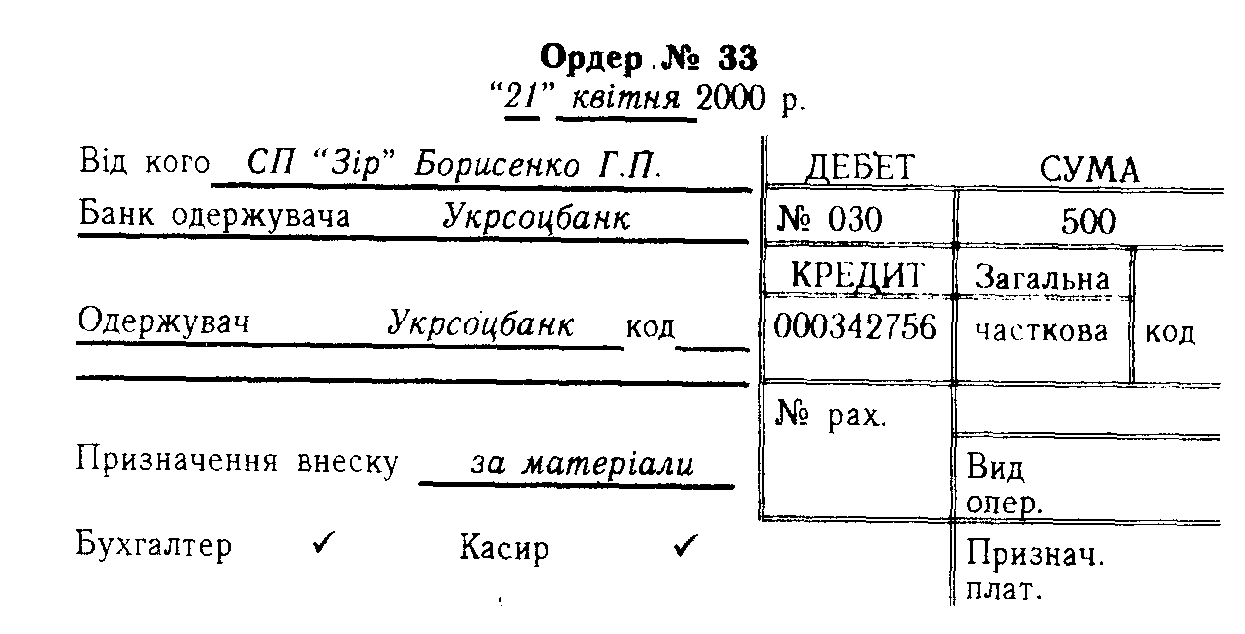 Ордер № 33
“21” квітня 2000 р.
Від кого СП “Зір” Борисенко Г.П.
Банк одержувача Укрсоцбанк
Одержувач Укрсоцбанк код
Призначення внеску за матеріали
Бухгалтер ✓ Касир ✓
ДЕБЕТ СУМА
№ 030 500
КРЕДИТ Загальна
000342756 часткова код
№ рах.
Вид
опер.
Признач.
плат.